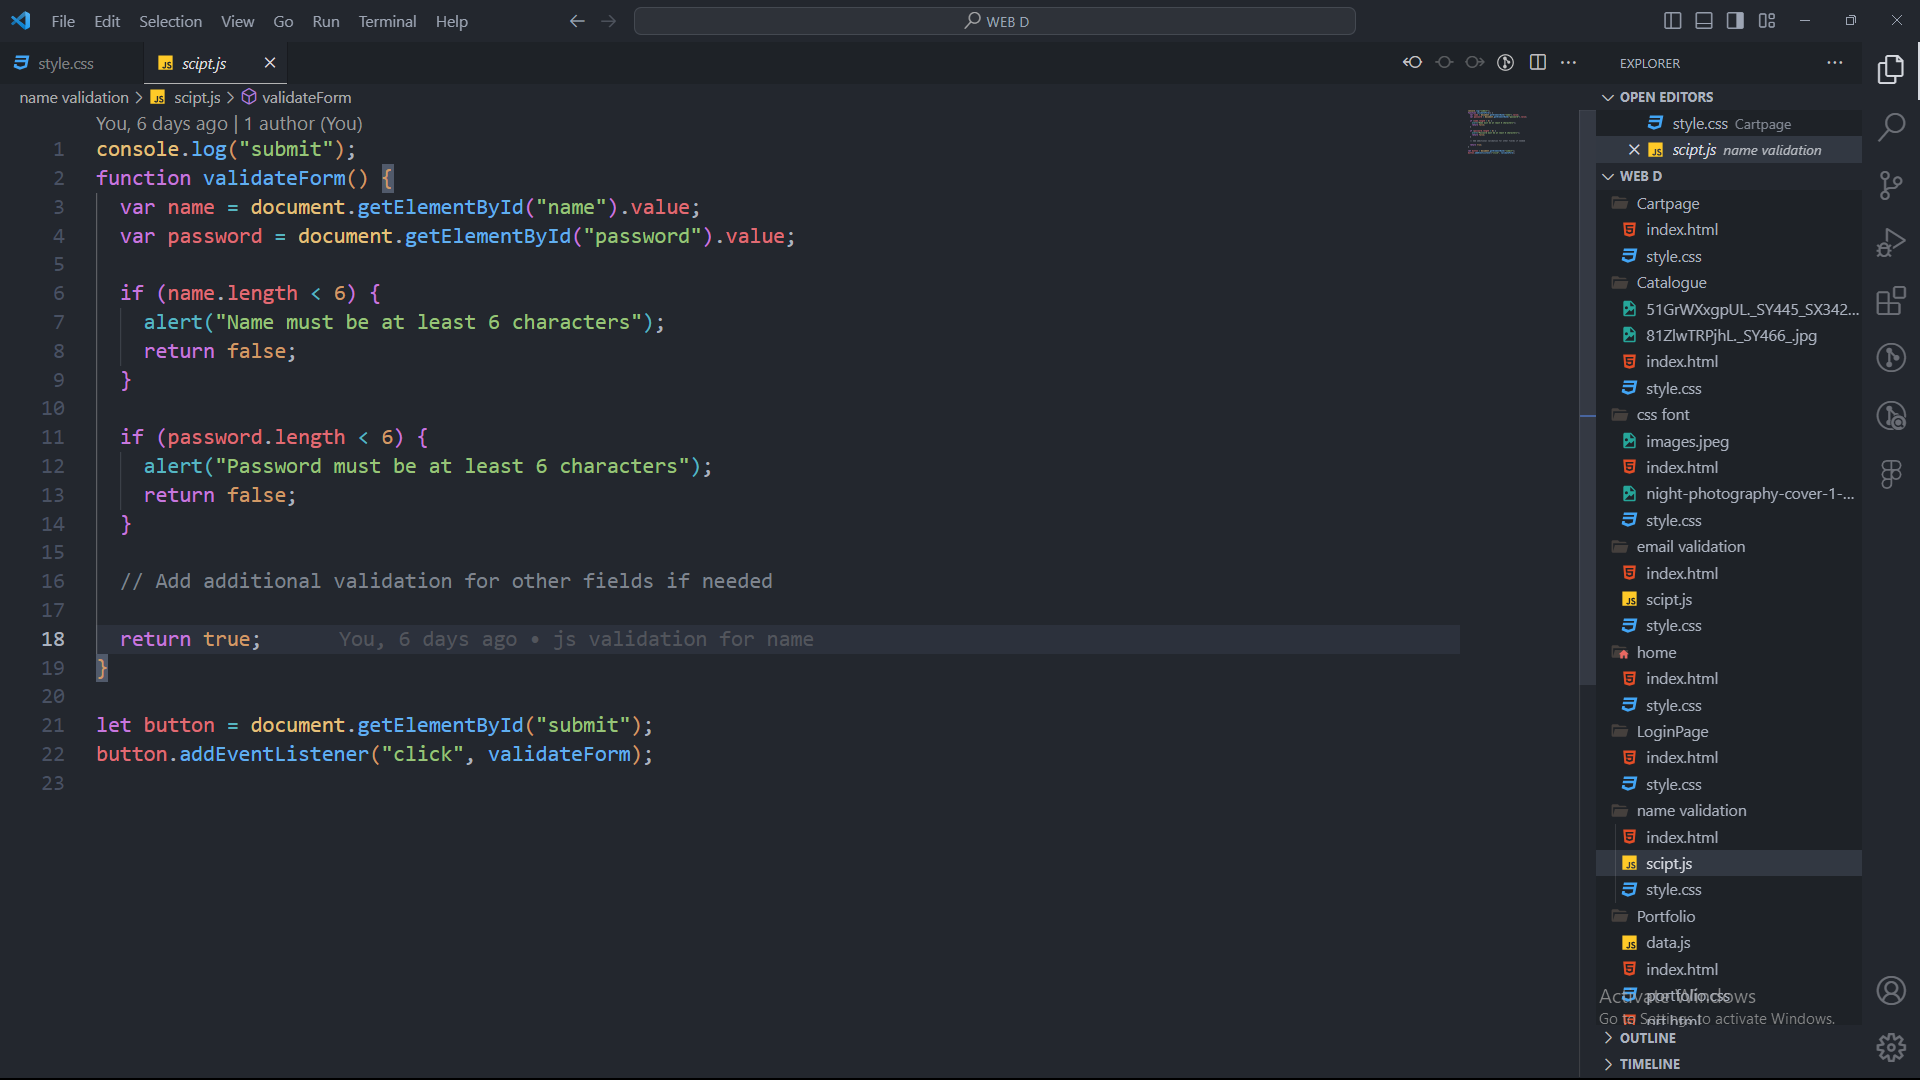 File Edit Selection View Go Run Terminal Help
WEB D
style.css
scipt.js
name validation > scipt.js > validateForm
You, 6 days ago | 1 author (You)
1 console.log("submit");
2 function validateForm() {
3 var name = document.getElementById("name").value;
4 var password = document.getElementById("password").value;
5
6 if (name.length < 6) {
7 alert("Name must be at least 6 characters");
8 return false;
9 }
10
11 if (password.length < 6) {
12 alert("Password must be at least 6 characters");
13 return false;
14 }
15
16 // Add additional validation for other fields if needed
17
18 return true; You, 6 days ago • js validation for name
19 }
20
21 let button = document.getElementById("submit");
22 button.addEventListener("click", validateForm);
23
EXPLORER
OPEN EDITORS
style.css Cartpage
scipt.js name validation
WEB D
Cartpage
index.html
style.css
Catalogue
51GrWXxgpUL._SY445_SX342...
81ZlwTRPjhL._SY466_.jpg
index.html
style.css
css font
images.jpeg
index.html
night-photography-cover-1-...
style.css
email validation
index.html
scipt.js
style.css
home
index.html
style.css
LoginPage
index.html
style.css
name validation
index.html
scipt.js
style.css
Portfolio
data.js
index.html
portfolio.css
Activate Windows
Go to Settings to activate Windows.
OUTLINE
TIMELINE